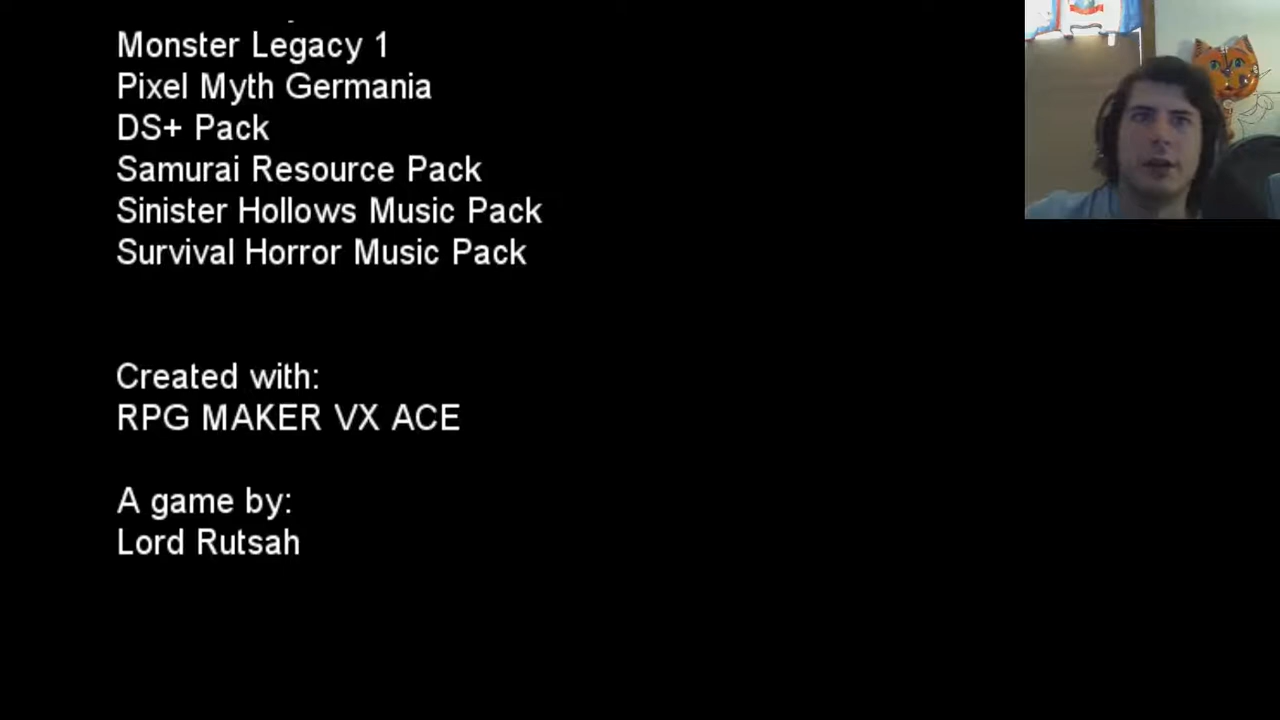 Monster Legacy 1
Pixel Myth Germania
DS+ Pack
Samurai Resource Pack
Sinister Hollows Music Pack
Survival Horror Music Pack
Created with:
RPG MAKER VX ACE
A game by:
Lord Rutsah